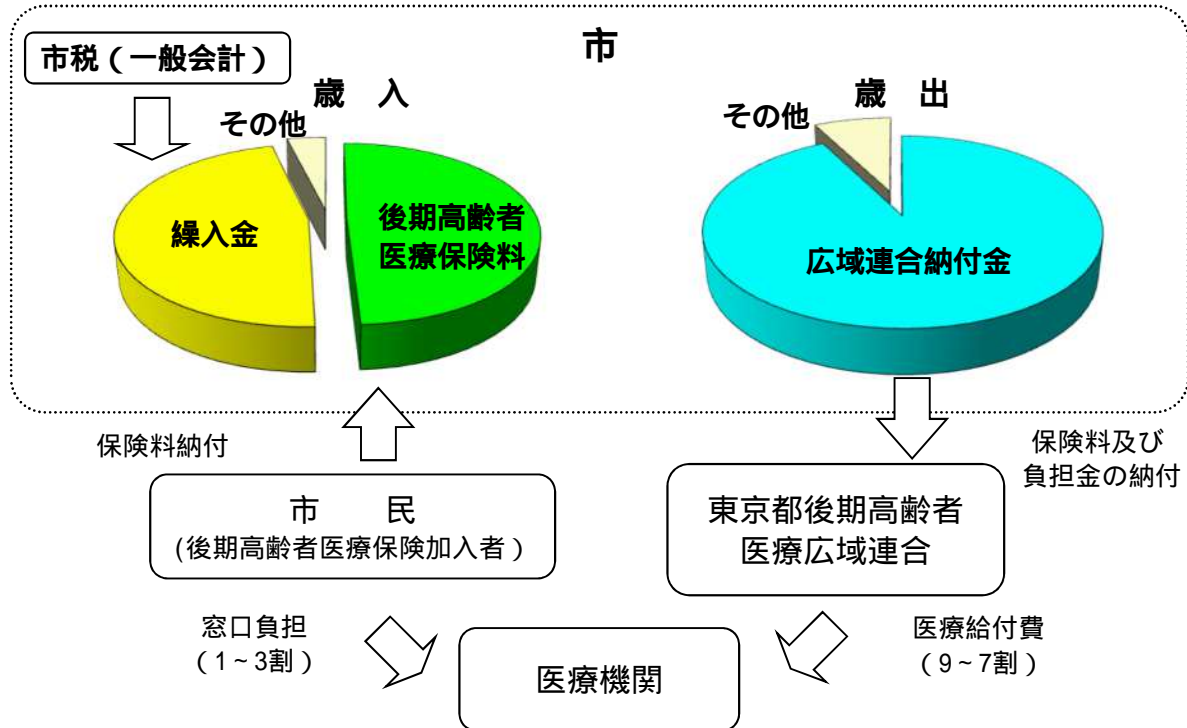 市
市税（一般会計）
歳　入
その他
繰入金
後期高齢者
医療保険料
歳　出
その他
広域連合納付金
保険料納付
保険料及び
負担金の納付
市　　民
(後期高齢者医療保険加入者）
東京都後期高齢者
医療広域連合
窓口負担
（1～3割）
医療給付費
（9～7割）
医療機関